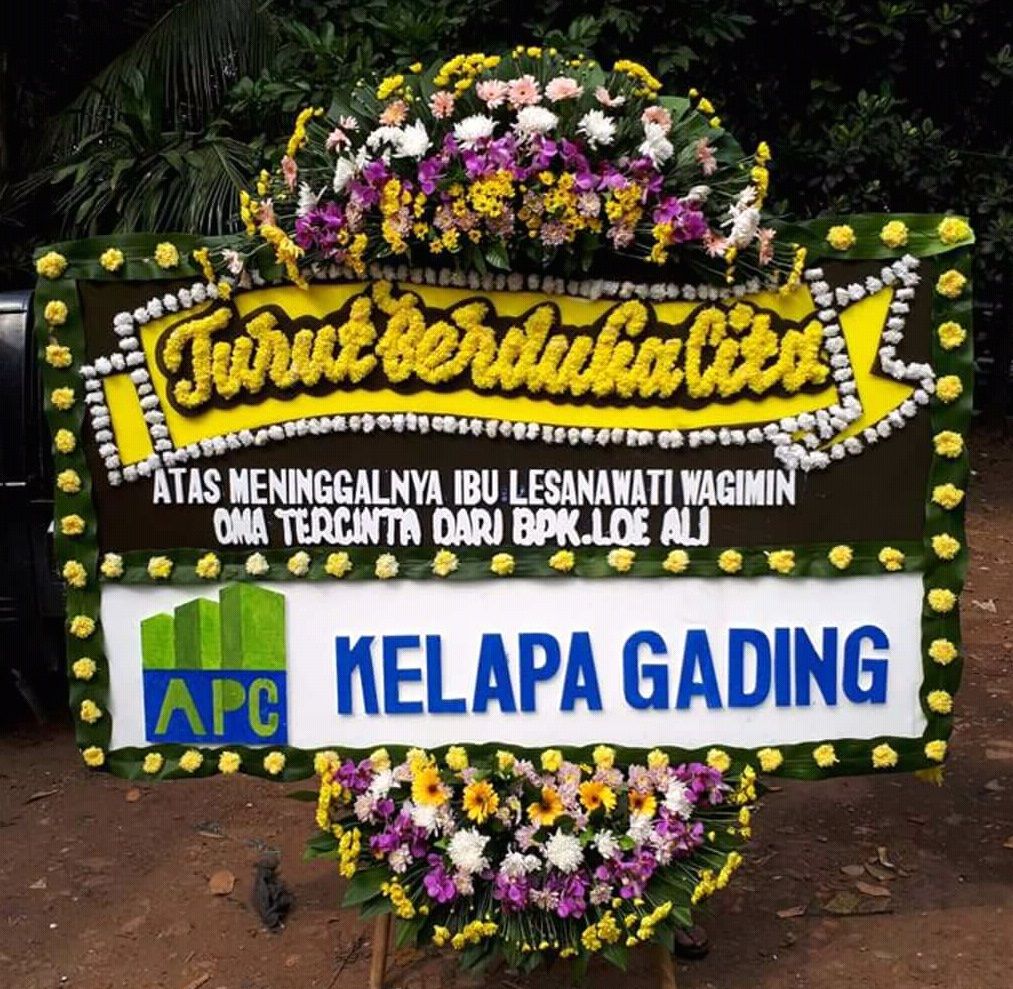 Turut Berduka Cita
ATAS MENINGGALNYA IBU LESANAWATI WAGIMIN
OMA TERCINTA DARI BPK.LOE ALI
APC
KELAPA GADING